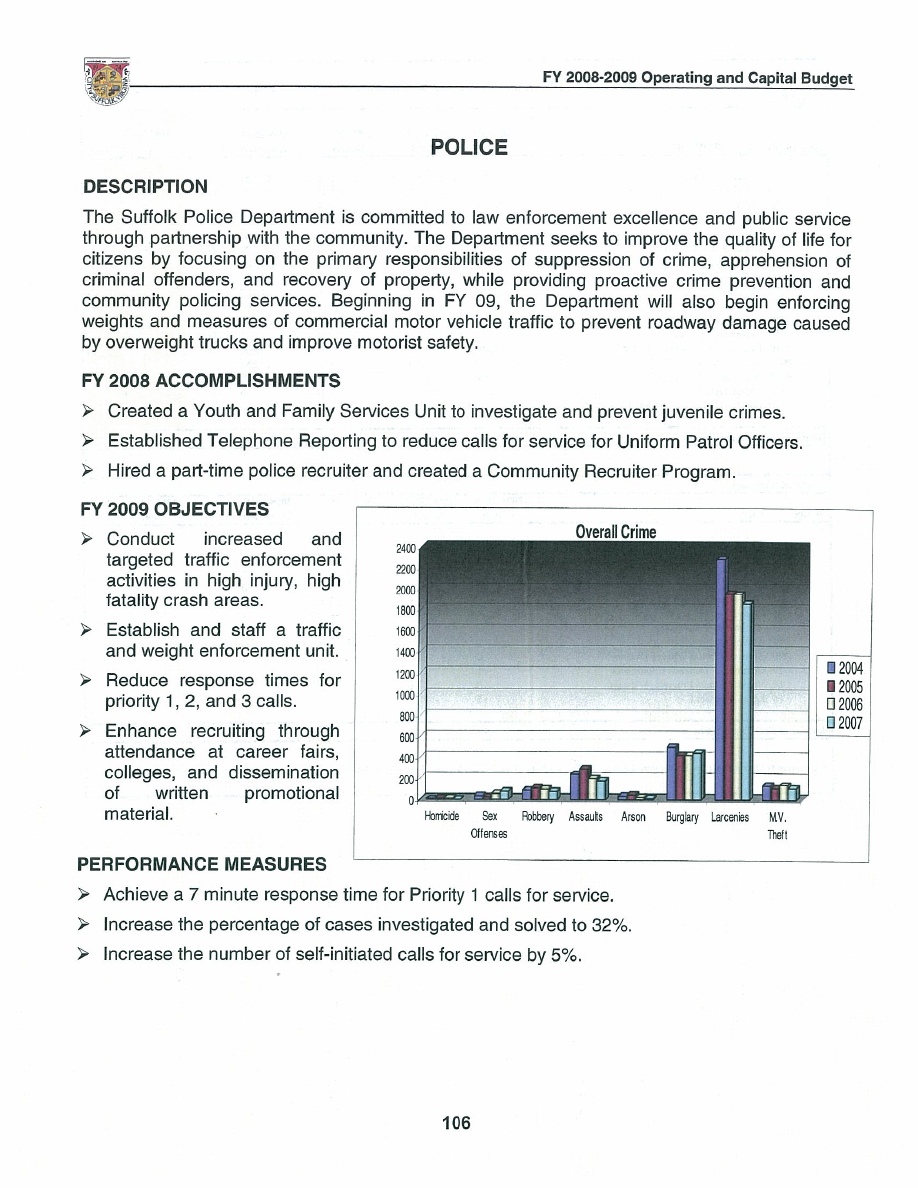 FY 2008-2009 Operating and Capital Budget
POLICE
DESCRIPTION
The Suffolk Police Department is committed to law enforcement excellence and public service
through partnership with the community. The Department seeks to improve the quality of life for
citizens by focusing on the primary responsibilities of suppression of crime, apprehension of
criminal offenders, and recovery of property, while providing proactive crime prevention and
community policing services. Beginning in FY 09, the Department will also begin enforcing
weights and measures of commercial motor vehicle traffic to prevent roadway damage caused
by overweight trucks and improve motorist safety.
FY 2008 ACCOMPLISHMENTS
➢ Created a Youth and Family Services Unit to investigate and prevent juvenile crimes.
➢ Established Telephone Reporting to reduce calls for service for Uniform Patrol Officers.
➢ Hired a part-time police recruiter and created a Community Recruiter Program.
FY 2009 OBJECTIVES
➢ Conduct increased and
targeted traffic enforcement
activities in high injury, high
fatality crash areas.
➢ Establish and staff a traffic
and weight enforcement unit.
➢ Reduce response times for
priority 1, 2, and 3 calls.
➢ Enhance recruiting through
attendance at career fairs,
colleges, and dissemination
of written promotional
material.
Overall Crime
2400
2200
2000
1800
1600
1400
1200
1000
800
600
400
200
0
Homicide Sex Robbery Assaults Arson Burglary Larcenies M.V.
Offenses Theft
2004
2005
2006
2007
PERFORMANCE MEASURES
➢ Achieve a 7 minute response time for Priority 1 calls for service.
➢ Increase the percentage of cases investigated and solved to 32%.
➢ Increase the number of self-initiated calls for service by 5%.
106